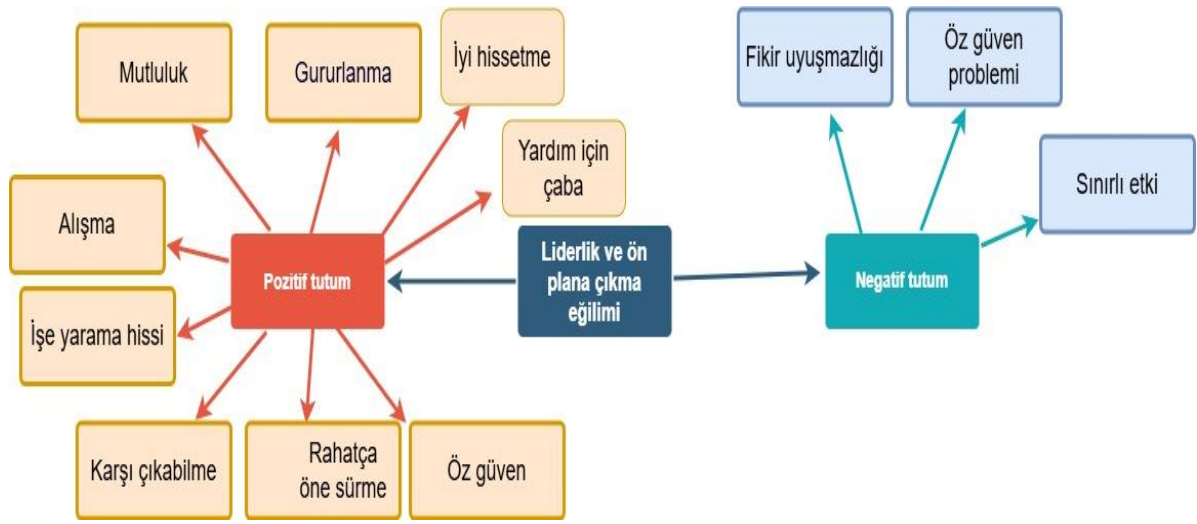 Mutluluk
Gururlanma
İyi hissetme
Fikir uyuşmazlığı
Öz güven
problemi
Yardım için
çaba
Sınırlı etki
Alışma
Pozitif tutum
Liderlik ve ön
plana çıkma
eğilimi
Negatif tutum
İşe yarama hissi
Karşı çıkabilme
Rahatça
öne sürme
Öz güven